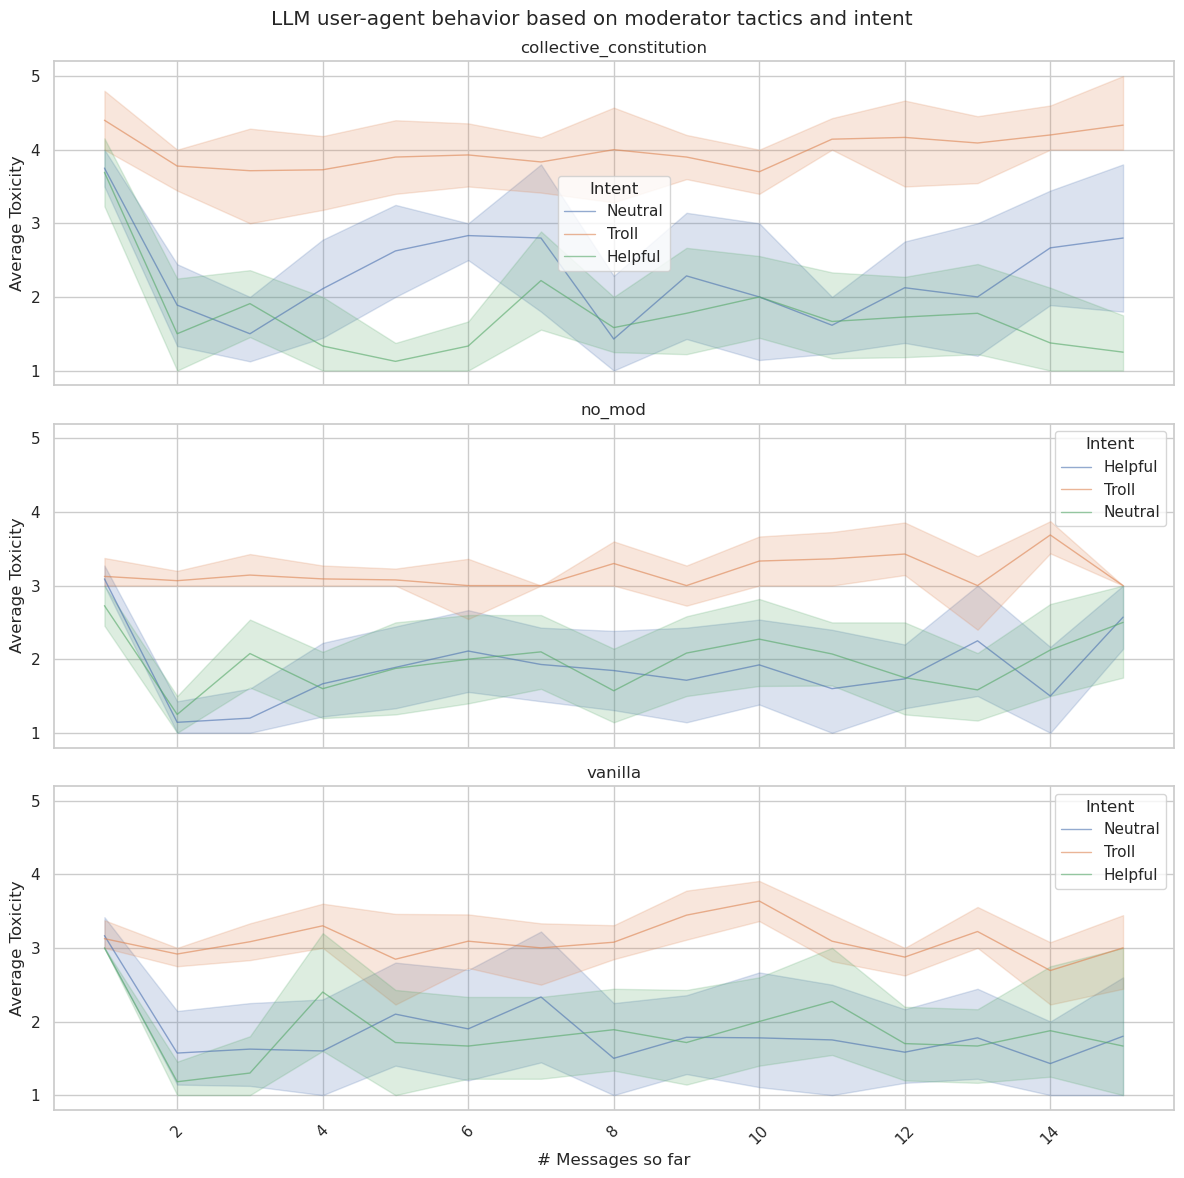 LLM user-agent behavior based on moderator tactics and intent
collective_constitution
5
4
3
2
1
Average Toxicity
Intent
Neutral
Troll
Helpful
no_mod
5
4
3
2
1
Average Toxicity
Intent
Helpful
Troll
Neutral
vanilla
5
4
3
2
1
Average Toxicity
Intent
Neutral
Troll
Helpful
2
4
6
8
10
12
14
# Messages so far